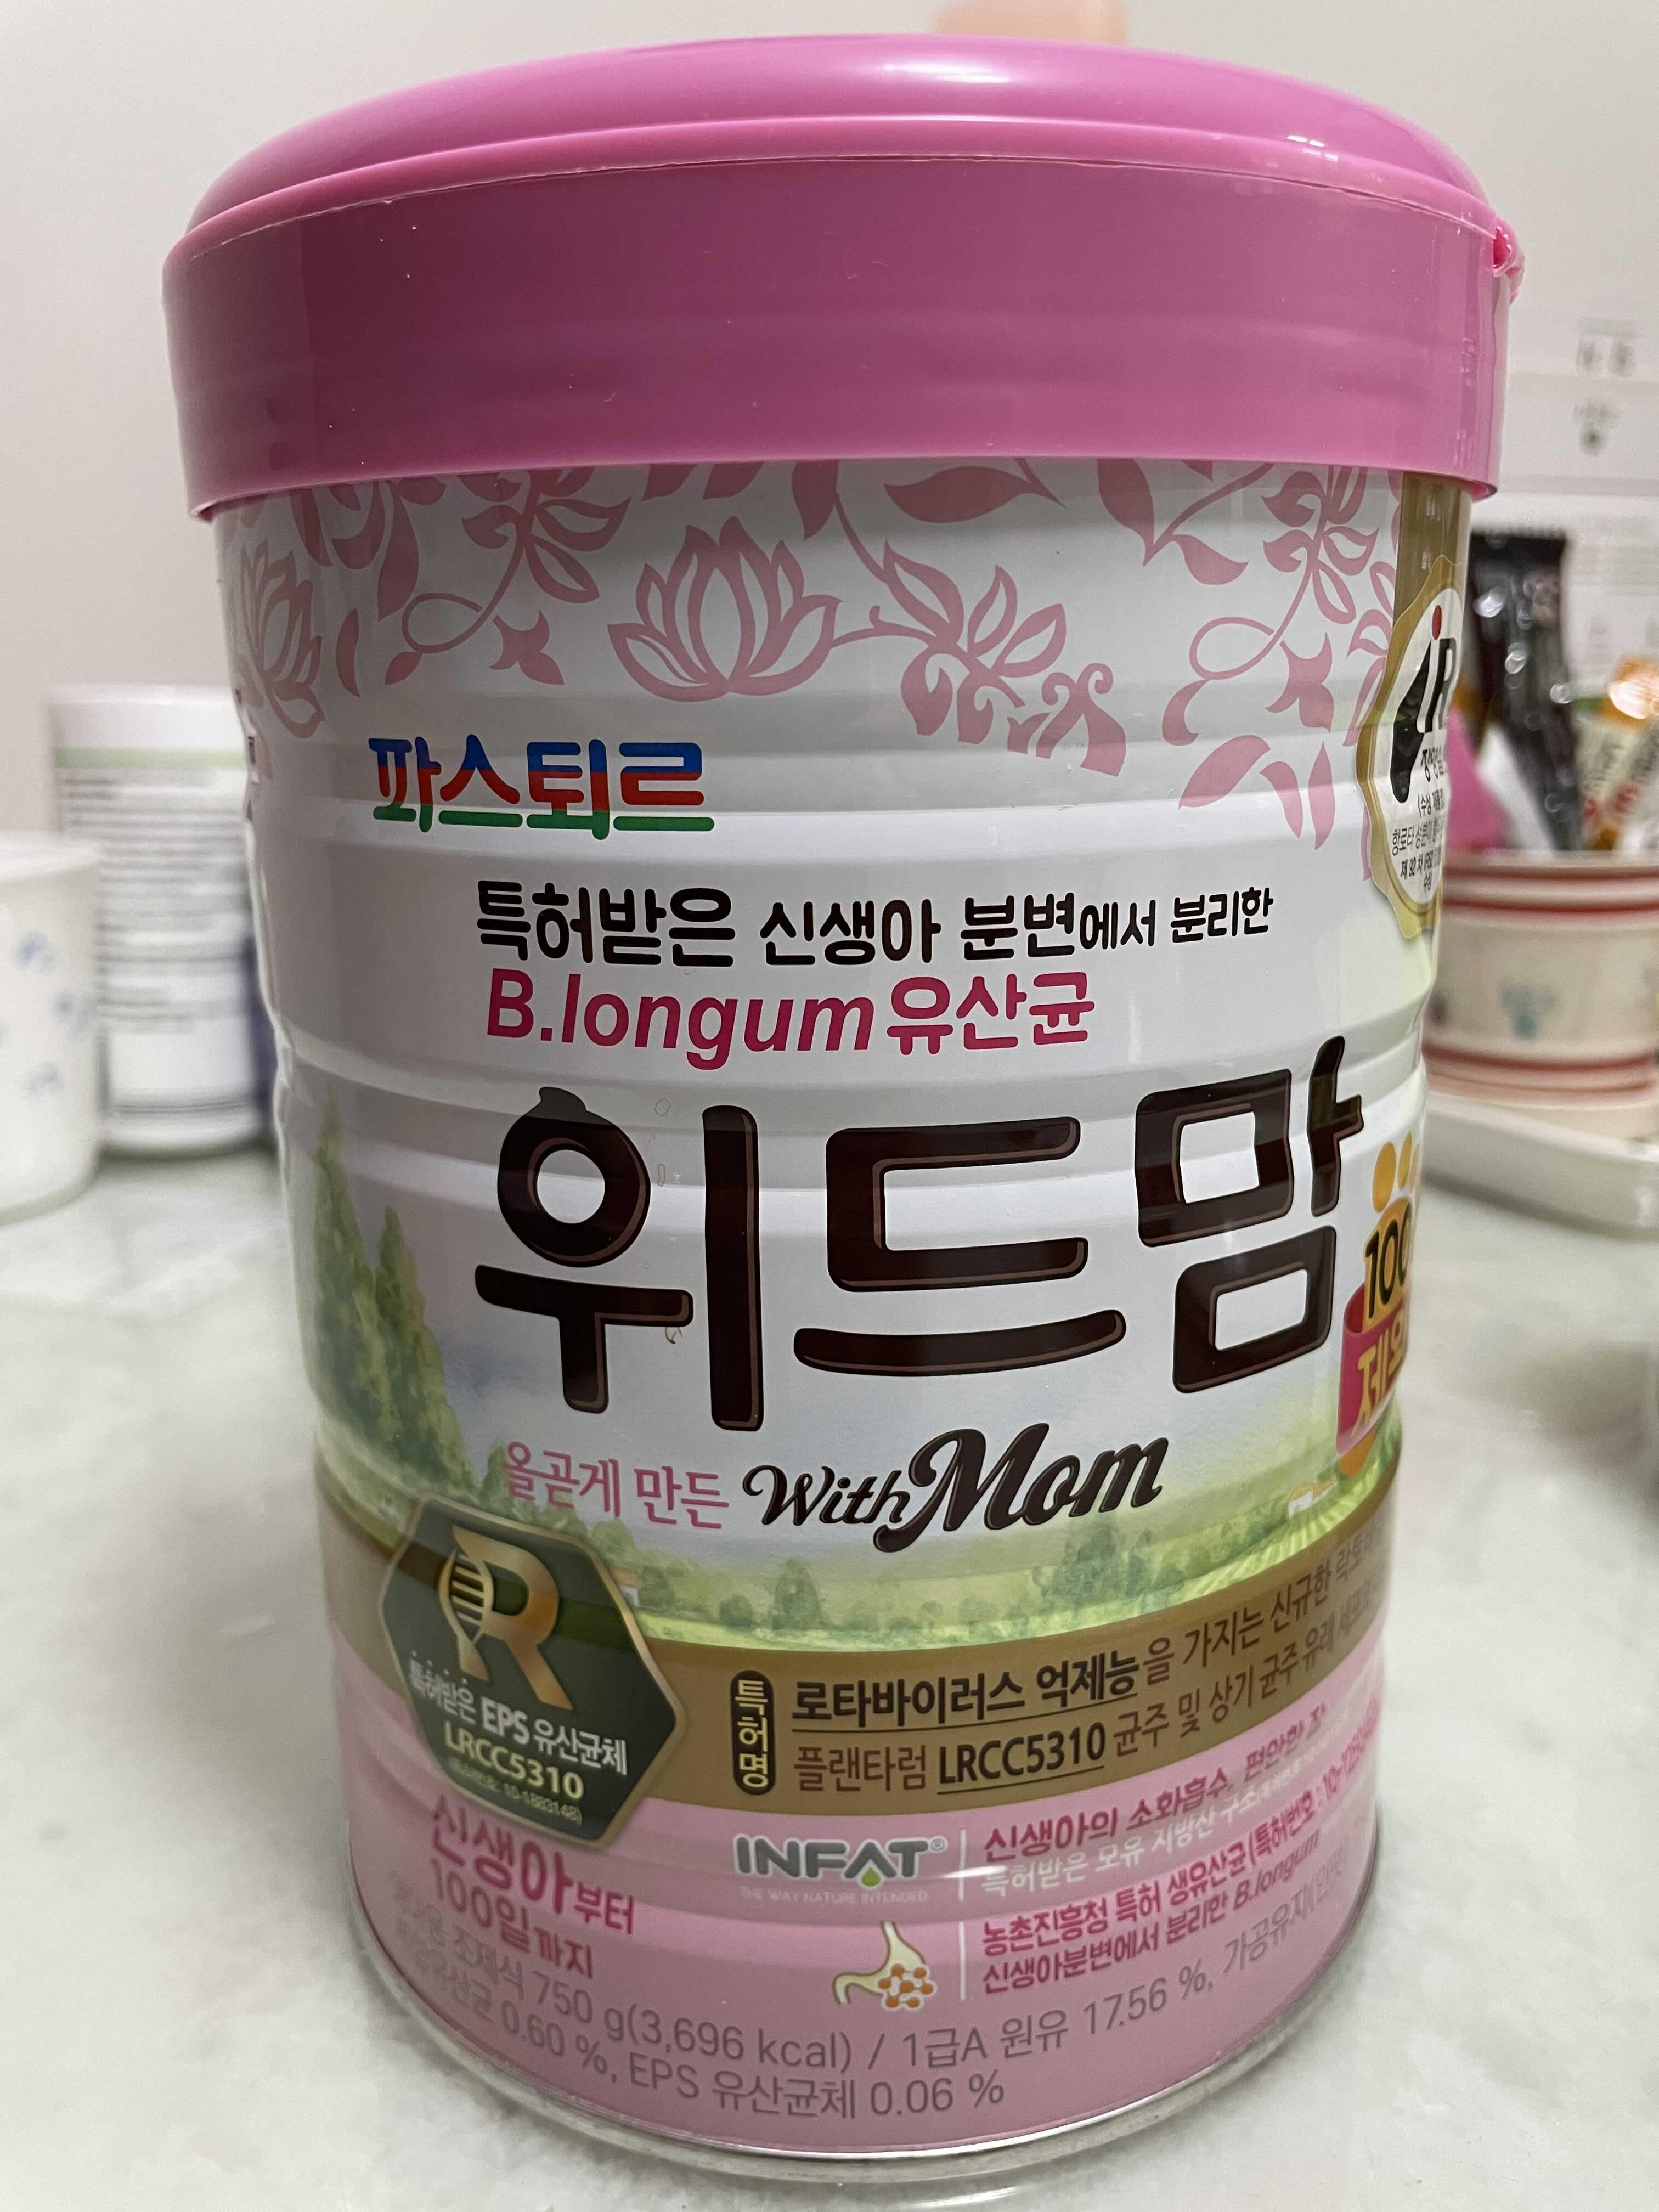 파스퇴르
특허받은 신생아 분변에서 분리한
B.longum 유산균
위드맘
올곧게 만든 With Mom
100
제
특허받은 EPS 유산균체
LRCC5310
특허명
로타바이러스 억제능을 가지는 신규한
플랜타럼 LRCC5310 균주 및 상기 균주 유래
신생아부터
100일까지
INFAT®
THE WAY NATURE INTENDED
신생아의 소화흡수, 편안한
특허받은 모유 지방산 구조
농촌진흥청 특허 생유산균(특허번호:
신생아분변에서 분리한 B.longum
조제식 750 g(3,696 kcal) / 1급A 원유 17.56 %, 가공유지
0.60 %, EPS 유산균체 0.06 %